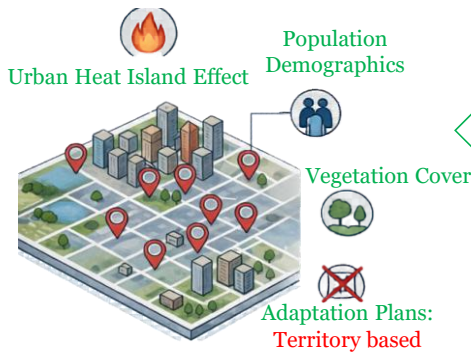 Population
Demographics
Urban Heat Island Effect
Vegetation Cover
Adaptation Plans:
Territory based